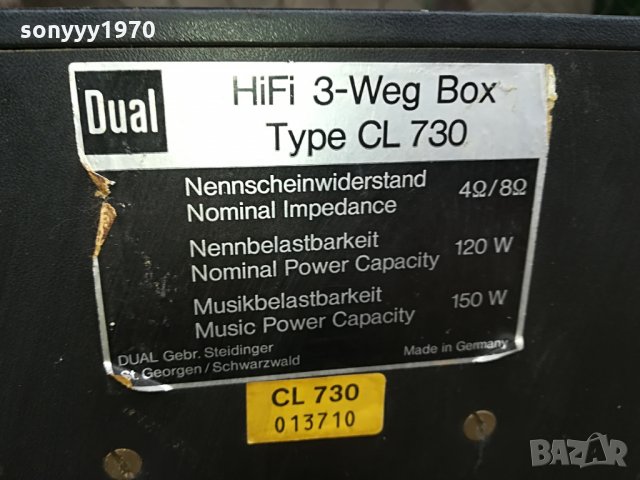 sonyyy1970
Dual
HiFi 3-Weg Box
Type CL 730
Nennscheinwiderstand
Nominal Impedance
4Ω/8Ω
Nennbelastbarkeit
Nominal Power Capacity
120 W
Musikbelastbarkeit
Music Power Capacity
150 W
DUAL Gebr. Steidinger
St. Georgen/Schwarzwald
Made in Germany
CL 730
013710
BAZAR